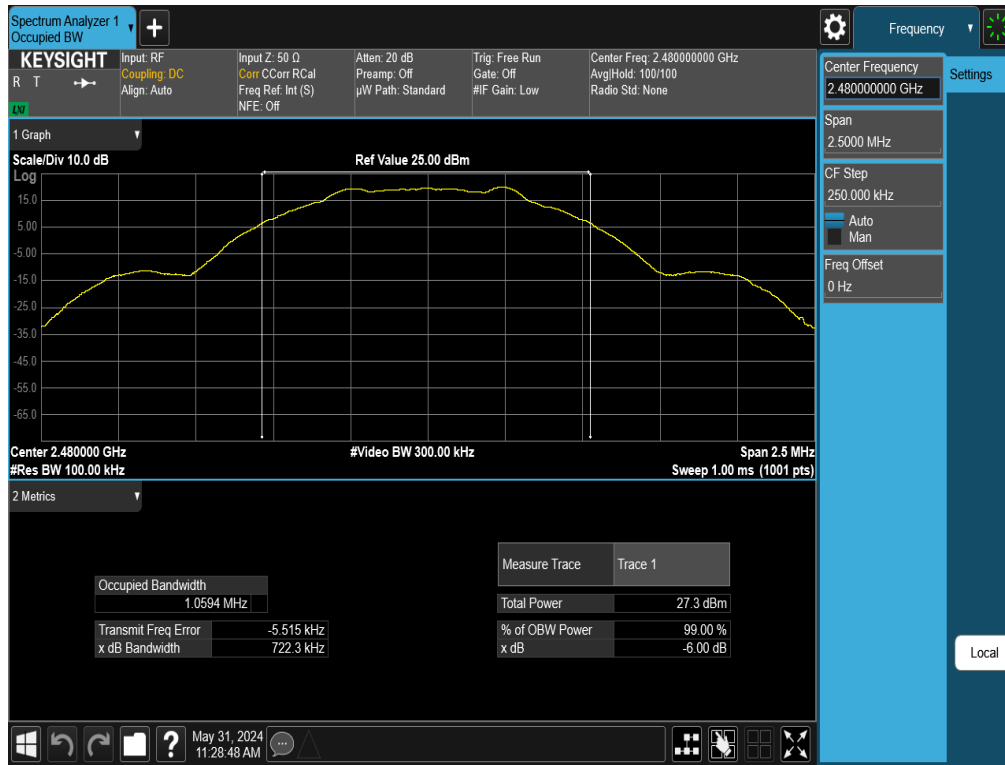 Spectrum Analyzer 1
Occupied BW
+
Frequency
KEYSIGHT
R T
LXI
Input: RF
Coupling: DC
Align: Auto
Input Z: 50 Ω
Corr CCorr RCal
Freq Ref: Int (S)
NFE: Off
Atten: 20 dB
Preamp: Off
µW Path: Standard
Trig: Free Run
Gate: Off
#IF Gain: Low
Center Freq: 2.480000000 GHz
Avg|Hold: 100/100
Radio Std: None
Center Frequency
2.480000000 GHz
Settings
Span
2.5000 MHz
CF Step
250.000 kHz
Auto
Man
Freq Offset
0 Hz
1 Graph
Scale/Div 10.0 dB
Ref Value 25.00 dBm
Log
15.0
5.00
-5.00
-15.0
-25.0
-35.0
-45.0
-55.0
-65.0
Center 2.480000 GHz
#Video BW 300.00 kHz
Span 2.5 MHz
#Res BW 100.00 kHz
Sweep 1.00 ms (1001 pts)
2 Metrics
Occupied Bandwidth
1.0594 MHz
Transmit Freq Error -5.515 kHz
x dB Bandwidth 722.3 kHz
Measure Trace Trace 1
Total Power 27.3 dBm
% of OBW Power 99.00 %
x dB -6.00 dB
Local
?
May 31, 2024
11:28:48 AM